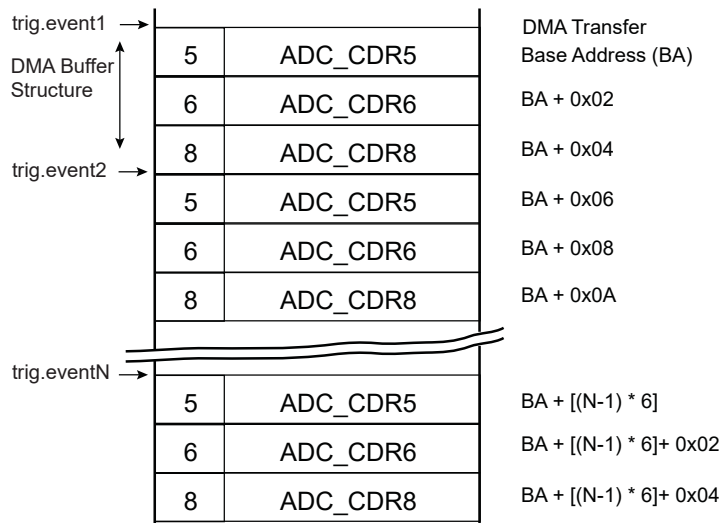 trig.event1
DMA Transfer
DMA Buffer
Structure
5 ADC_CDR5 Base Address (BA)
6 ADC_CDR6 BA + 0x02
8 ADC_CDR8 BA + 0x04
trig.event2
5 ADC_CDR5 BA + 0x06
6 ADC_CDR6 BA + 0x08
8 ADC_CDR8 BA + 0x0A
trig.eventN
5 ADC_CDR5 BA + [(N-1) * 6]
6 ADC_CDR6 BA + [(N-1) * 6]+ 0x02
8 ADC_CDR8 BA + [(N-1) * 6]+ 0x04